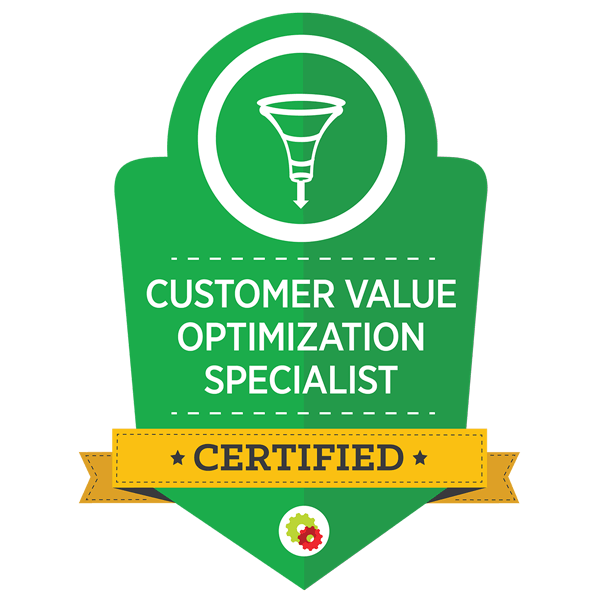 CUSTOMER VALUE
OPTIMIZATION
SPECIALIST
CERTIFIED